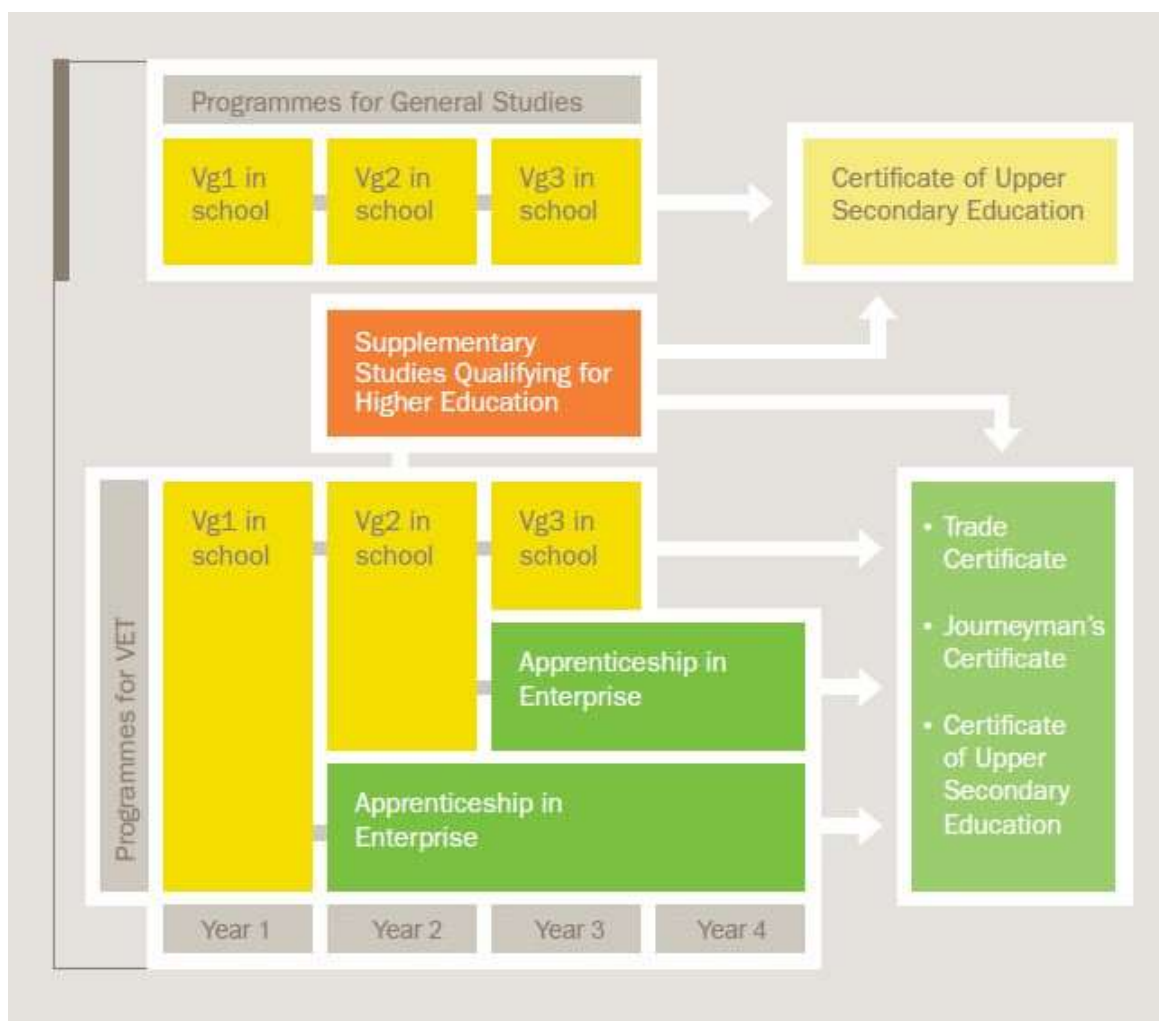 Programmes for General Studies
Vg1 in
school
Vg2 in
school
Vg3 in
school
Certificate of Upper
Secondary Education
Supplementary
Studies Qualifying for
Higher Education
Programmes for VET
Vg1 in
school
Vg2 in
school
Vg3 in
school
Apprenticeship in
Enterprise
Apprenticeship in
Enterprise
• Trade
Certificate
• Journeyman's
Certificate
• Certificate
of Upper
Secondary
Education
Year 1
Year 2
Year 3
Year 4